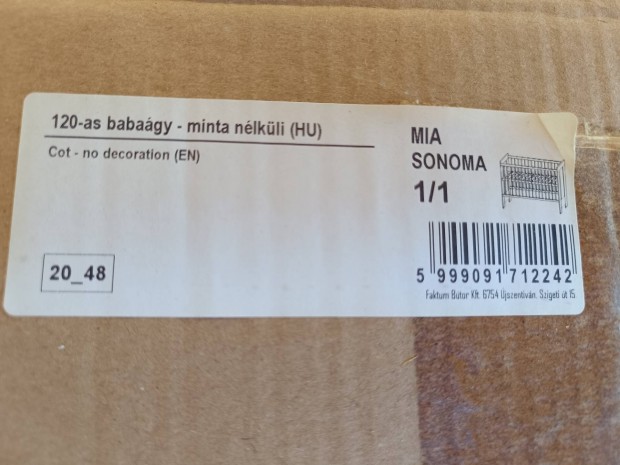 120-as babaágy - minta nélküli (HU)
Cot - no decoration (EN)
MIA
SONOMA
1/1
20_48
5 999091 712242
Faktum Bútor Kft. 6754 Újszentiván. Szigeti út 15.